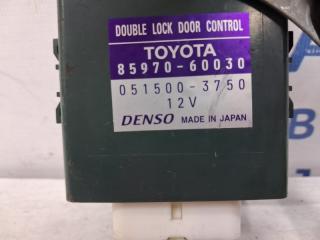 DOUBLE LOCK DOOR CONTROL
TOYOTA
85970-60030
051500-3750
12V
DENSO MADE IN JAPAN